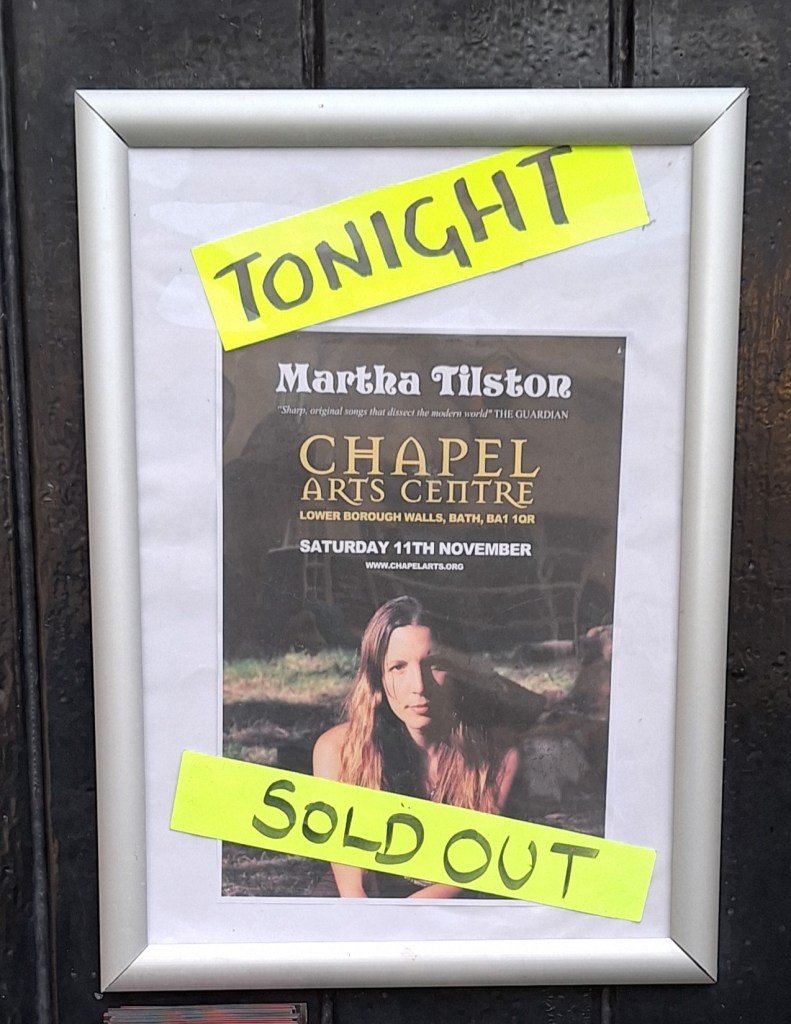 TONIGHT
Martha Tilston
"Sharp, original songs that dissect the modern world" THE GUARDIAN
CHAPEL
ARTS CENTRE
LOWER BOROUGH WALLS, BATH, BA1 1QR
SATURDAY 11TH NOVEMBER
WWW.CHAPELARTS.ORG
SOLD OUT